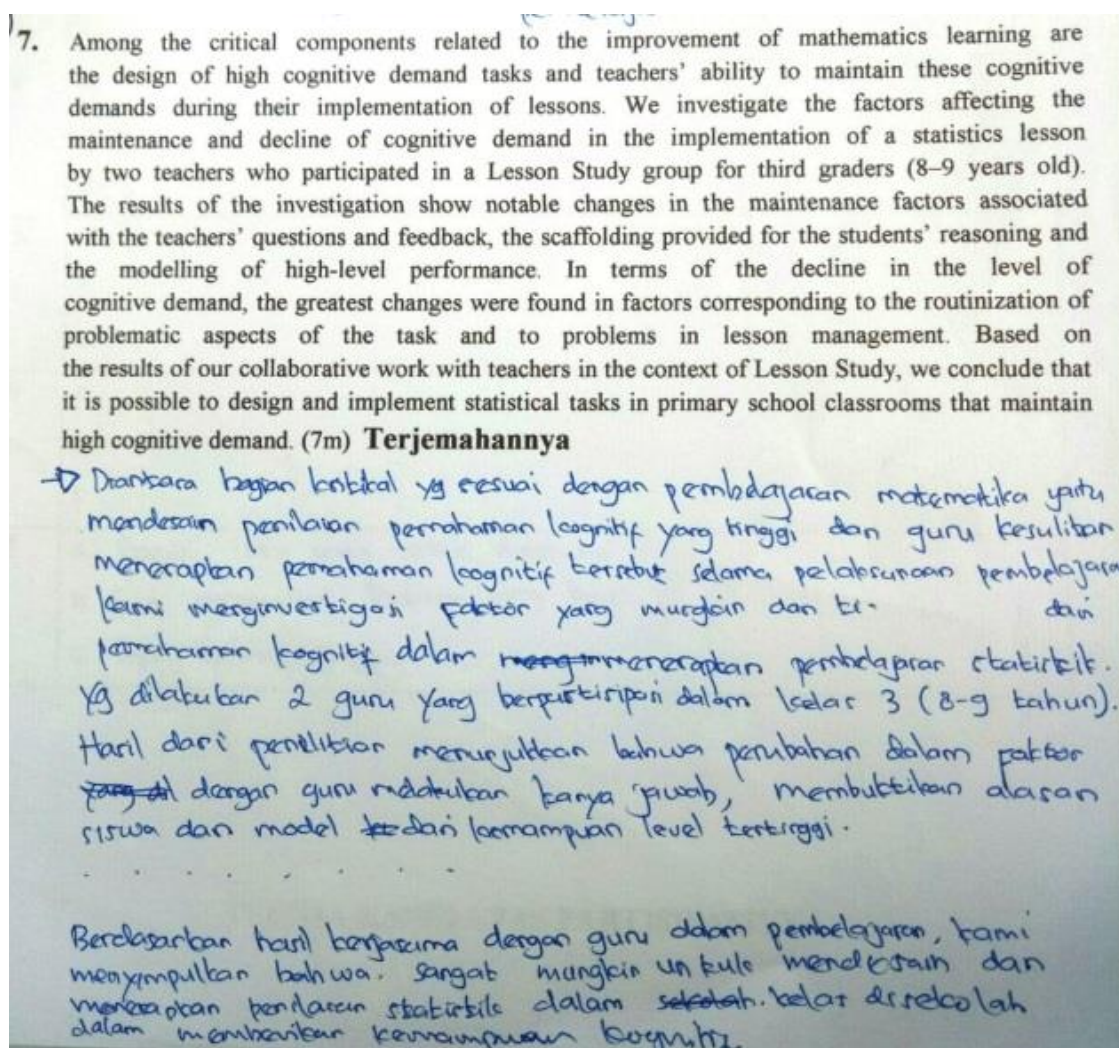 7. Among the critical components related to the improvement of mathematics learning are
the design of high cognitive demand tasks and teachers' ability to maintain these cognitive
demands during their implementation of lessons. We investigate the factors affecting the
maintenance and decline of cognitive demand in the implementation of a statistics lesson
by two teachers who participated in a Lesson Study group for third graders (8–9 years old).
The results of the investigation show notable changes in the maintenance factors associated
with the teachers' questions and feedback, the scaffolding provided for the students' reasoning and
the modelling of high-level performance. In terms of the decline in the level of
cognitive demand, the greatest changes were found in factors corresponding to the routinization of
problematic aspects of the task and to problems in lesson management. Based on
the results of our collaborative work with teachers in the context of Lesson Study, we conclude that
it is possible to design and implement statistical tasks in primary school classrooms that maintain
high cognitive demand. (7m) Terjemahannya
Diantara bagian kritikal yg sesuai dengan pembelajaran matematika yaitu
mendesain penilaian pemahaman kognitif yang tinggi dan guru kesulitan
menerapkan pemahaman kognitif tersebut selama pelaksanaan pembelajara
kami menginvestigasi faktor yang mungkin dan te- dari
pemahaman kognitif dalam menerapkan pembelajaran statistik.
yg dilakukan 2 guru yang berpartisipasi dalam kelas 3 (8-9 tahun).
Hasil dari penelitian menunjukkan bahwa perubahan dalam faktor
dengan guru melakukan tanya jawab, membuktikan alasan
siswa dan model dari kemampuan level tertinggi.
. . . . . . . .
Berdasarkan hasil kerjasama dengan guru dalam pembelajaran, kami
menyimpulkan bahwa. sangat mungkin untuk mendesain dan
menerapkan statistik dalam kelas disekolah
dalam memberikan kemampuan kognitif